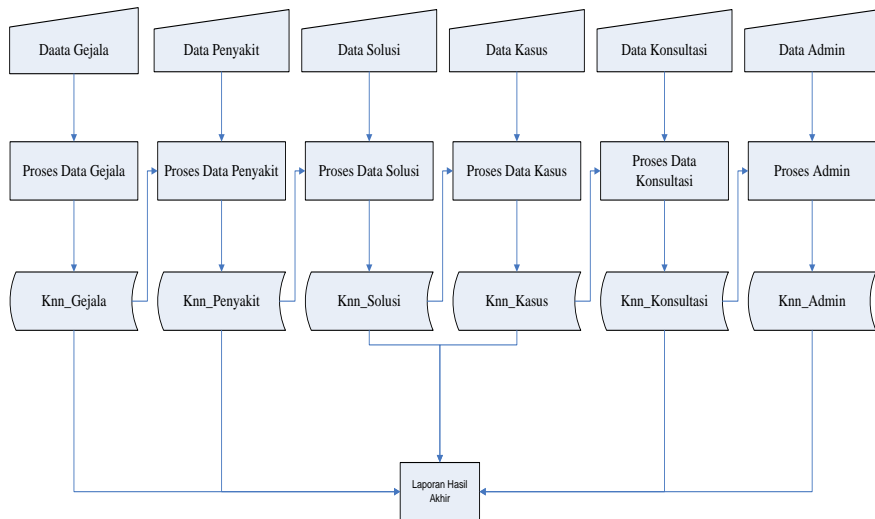 Daata Gejala
Data Penyakit
Data Solusi
Data Kasus
Data Konsultasi
Data Admin
Proses Data Gejala
Proses Data Penyakit
Proses Data Solusi
Proses Data Kasus
Proses Data
Konsultasi
Proses Admin
Knn_Gejala
Knn_Penyakit
Knn_Solusi
Knn_Kasus
Knn_Konsultasi
Knn_Admin
Laporan Hasil
Akhir